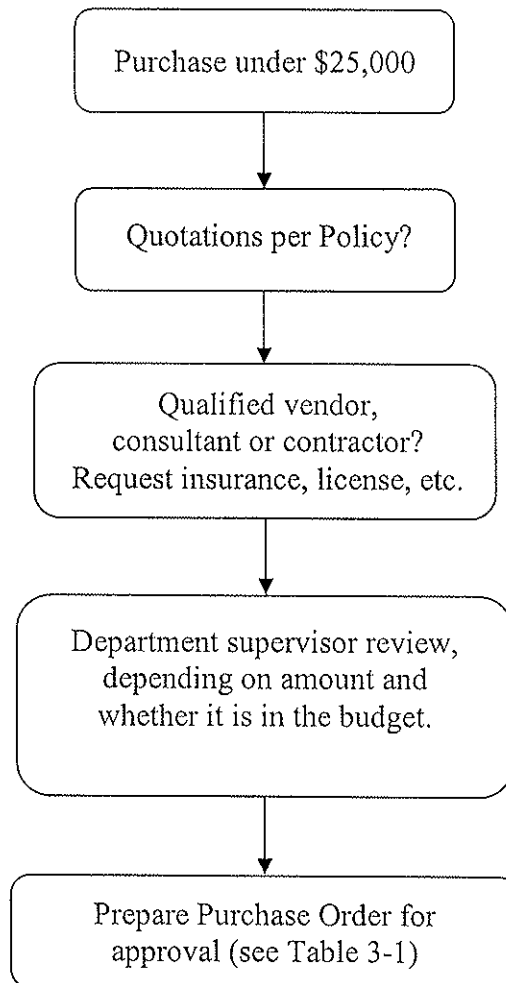 Purchase under $25,000
Quotations per Policy?
Qualified vendor,
consultant or contractor?
Request insurance, license, etc.
Department supervisor review,
depending on amount and
whether it is in the budget.
Prepare Purchase Order for
approval (see Table 3-1)